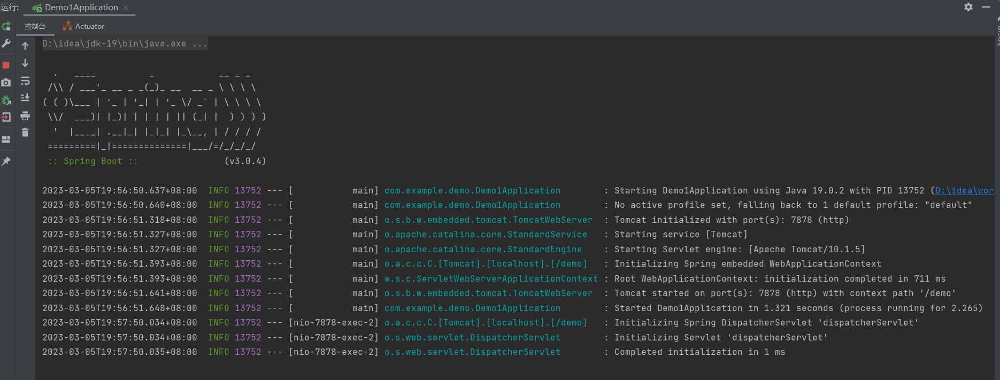 运行: Demo1Application
控制台 Actuator
D:\idea\jdk-19\bin\java.exe ...
  .   ____          _            __ _ _
 /\\ / ___'_ __ _ _(_)_ __  __ _ \ \ \ \
( ( )\___ | '_ | '_| | '_ \/ _` | \ \ \ \
 \\/  ___)| |_)| | | | | || (_| |  ) ) ) )
  '  |____| .__|_| |_|_| |_\__, | / / / /
 =========|_|==============|___/=/_/_/_/
 :: Spring Boot ::                (v3.0.4)
2023-03-05T19:56:50.637+08:00  INFO 13752 --- [           main] com.example.demo.Demo1Application        : Starting Demo1Application using Java 19.0.2 with PID 13752 (D:\idea\wor
2023-03-05T19:56:50.640+08:00  INFO 13752 --- [           main] com.example.demo.Demo1Application        : No active profile set, falling back to 1 default profile: "default"
2023-03-05T19:56:51.318+08:00  INFO 13752 --- [           main] o.s.b.w.embedded.tomcat.TomcatWebServer  : Tomcat initialized with port(s): 7878 (http)
2023-03-05T19:56:51.327+08:00  INFO 13752 --- [           main] o.apache.catalina.core.StandardService   : Starting service [Tomcat]
2023-03-05T19:56:51.327+08:00  INFO 13752 --- [           main] o.apache.catalina.core.StandardEngine    : Starting Servlet engine: [Apache Tomcat/10.1.5]
2023-03-05T19:56:51.393+08:00  INFO 13752 --- [           main] o.a.c.c.C.[Tomcat].[localhost].[/demo]   : Initializing Spring embedded WebApplicationContext
2023-03-05T19:56:51.393+08:00  INFO 13752 --- [           main] w.s.c.ServletWebServerApplicationContext : Root WebApplicationContext: initialization completed in 711 ms
2023-03-05T19:56:51.641+08:00  INFO 13752 --- [           main] o.s.b.w.embedded.tomcat.TomcatWebServer  : Tomcat started on port(s): 7878 (http) with context path '/demo'
2023-03-05T19:56:51.648+08:00  INFO 13752 --- [           main] com.example.demo.Demo1Application        : Started Demo1Application in 1.321 seconds (process running for 2.265)
2023-03-05T19:57:50.034+08:00  INFO 13752 --- [nio-7878-exec-2] o.a.c.c.C.[Tomcat].[localhost].[/demo]   : Initializing Spring DispatcherServlet 'dispatcherServlet'
2023-03-05T19:57:50.034+08:00  INFO 13752 --- [nio-7878-exec-2] o.s.web.servlet.DispatcherServlet        : Initializing Servlet 'dispatcherServlet'
2023-03-05T19:57:50.035+08:00  INFO 13752 --- [nio-7878-exec-2] o.s.web.servlet.DispatcherServlet        : Completed initialization in 1 ms